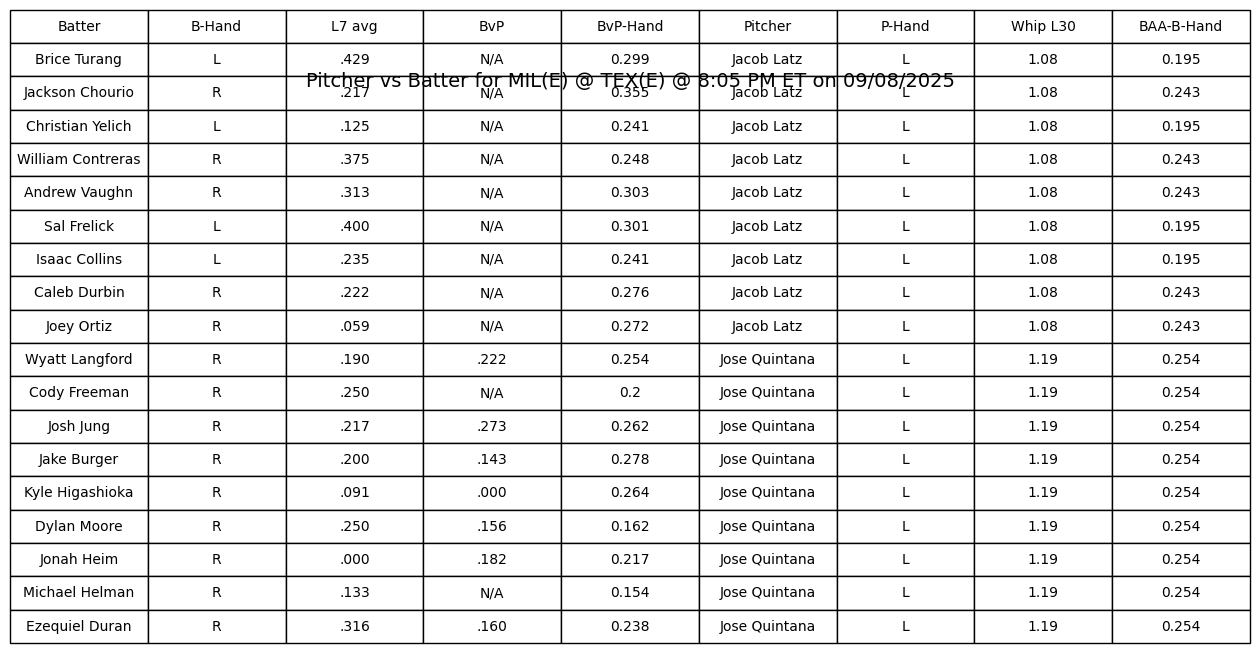 Batter B-Hand L7 avg BvP BvP-Hand Pitcher P-Hand Whip L30 BAA-B-Hand
Brice Turang L .429 N/A 0.299 Jacob Latz L 1.08 0.195
Pitcher vs Batter for MIL(E) @ TEX(E) @ 8:05 PM ET on 09/08/2025
Jackson Chourio R .217 N/A 0.355 Jacob Latz L 1.08 0.243
Christian Yelich L .125 N/A 0.241 Jacob Latz L 1.08 0.195
William Contreras R .375 N/A 0.248 Jacob Latz L 1.08 0.243
Andrew Vaughn R .313 N/A 0.303 Jacob Latz L 1.08 0.243
Sal Frelick L .400 N/A 0.301 Jacob Latz L 1.08 0.195
Isaac Collins L .235 N/A 0.241 Jacob Latz L 1.08 0.195
Caleb Durbin R .222 N/A 0.276 Jacob Latz L 1.08 0.243
Joey Ortiz R .059 N/A 0.272 Jacob Latz L 1.08 0.243
Wyatt Langford R .190 .222 0.254 Jose Quintana L 1.19 0.254
Cody Freeman R .250 N/A 0.2 Jose Quintana L 1.19 0.254
Josh Jung R .217 .273 0.262 Jose Quintana L 1.19 0.254
Jake Burger R .200 .143 0.278 Jose Quintana L 1.19 0.254
Kyle Higashioka R .091 .000 0.264 Jose Quintana L 1.19 0.254
Dylan Moore R .250 .156 0.162 Jose Quintana L 1.19 0.254
Jonah Heim R .000 .182 0.217 Jose Quintana L 1.19 0.254
Michael Helman R .133 N/A 0.154 Jose Quintana L 1.19 0.254
Ezequiel Duran R .316 .160 0.238 Jose Quintana L 1.19 0.254